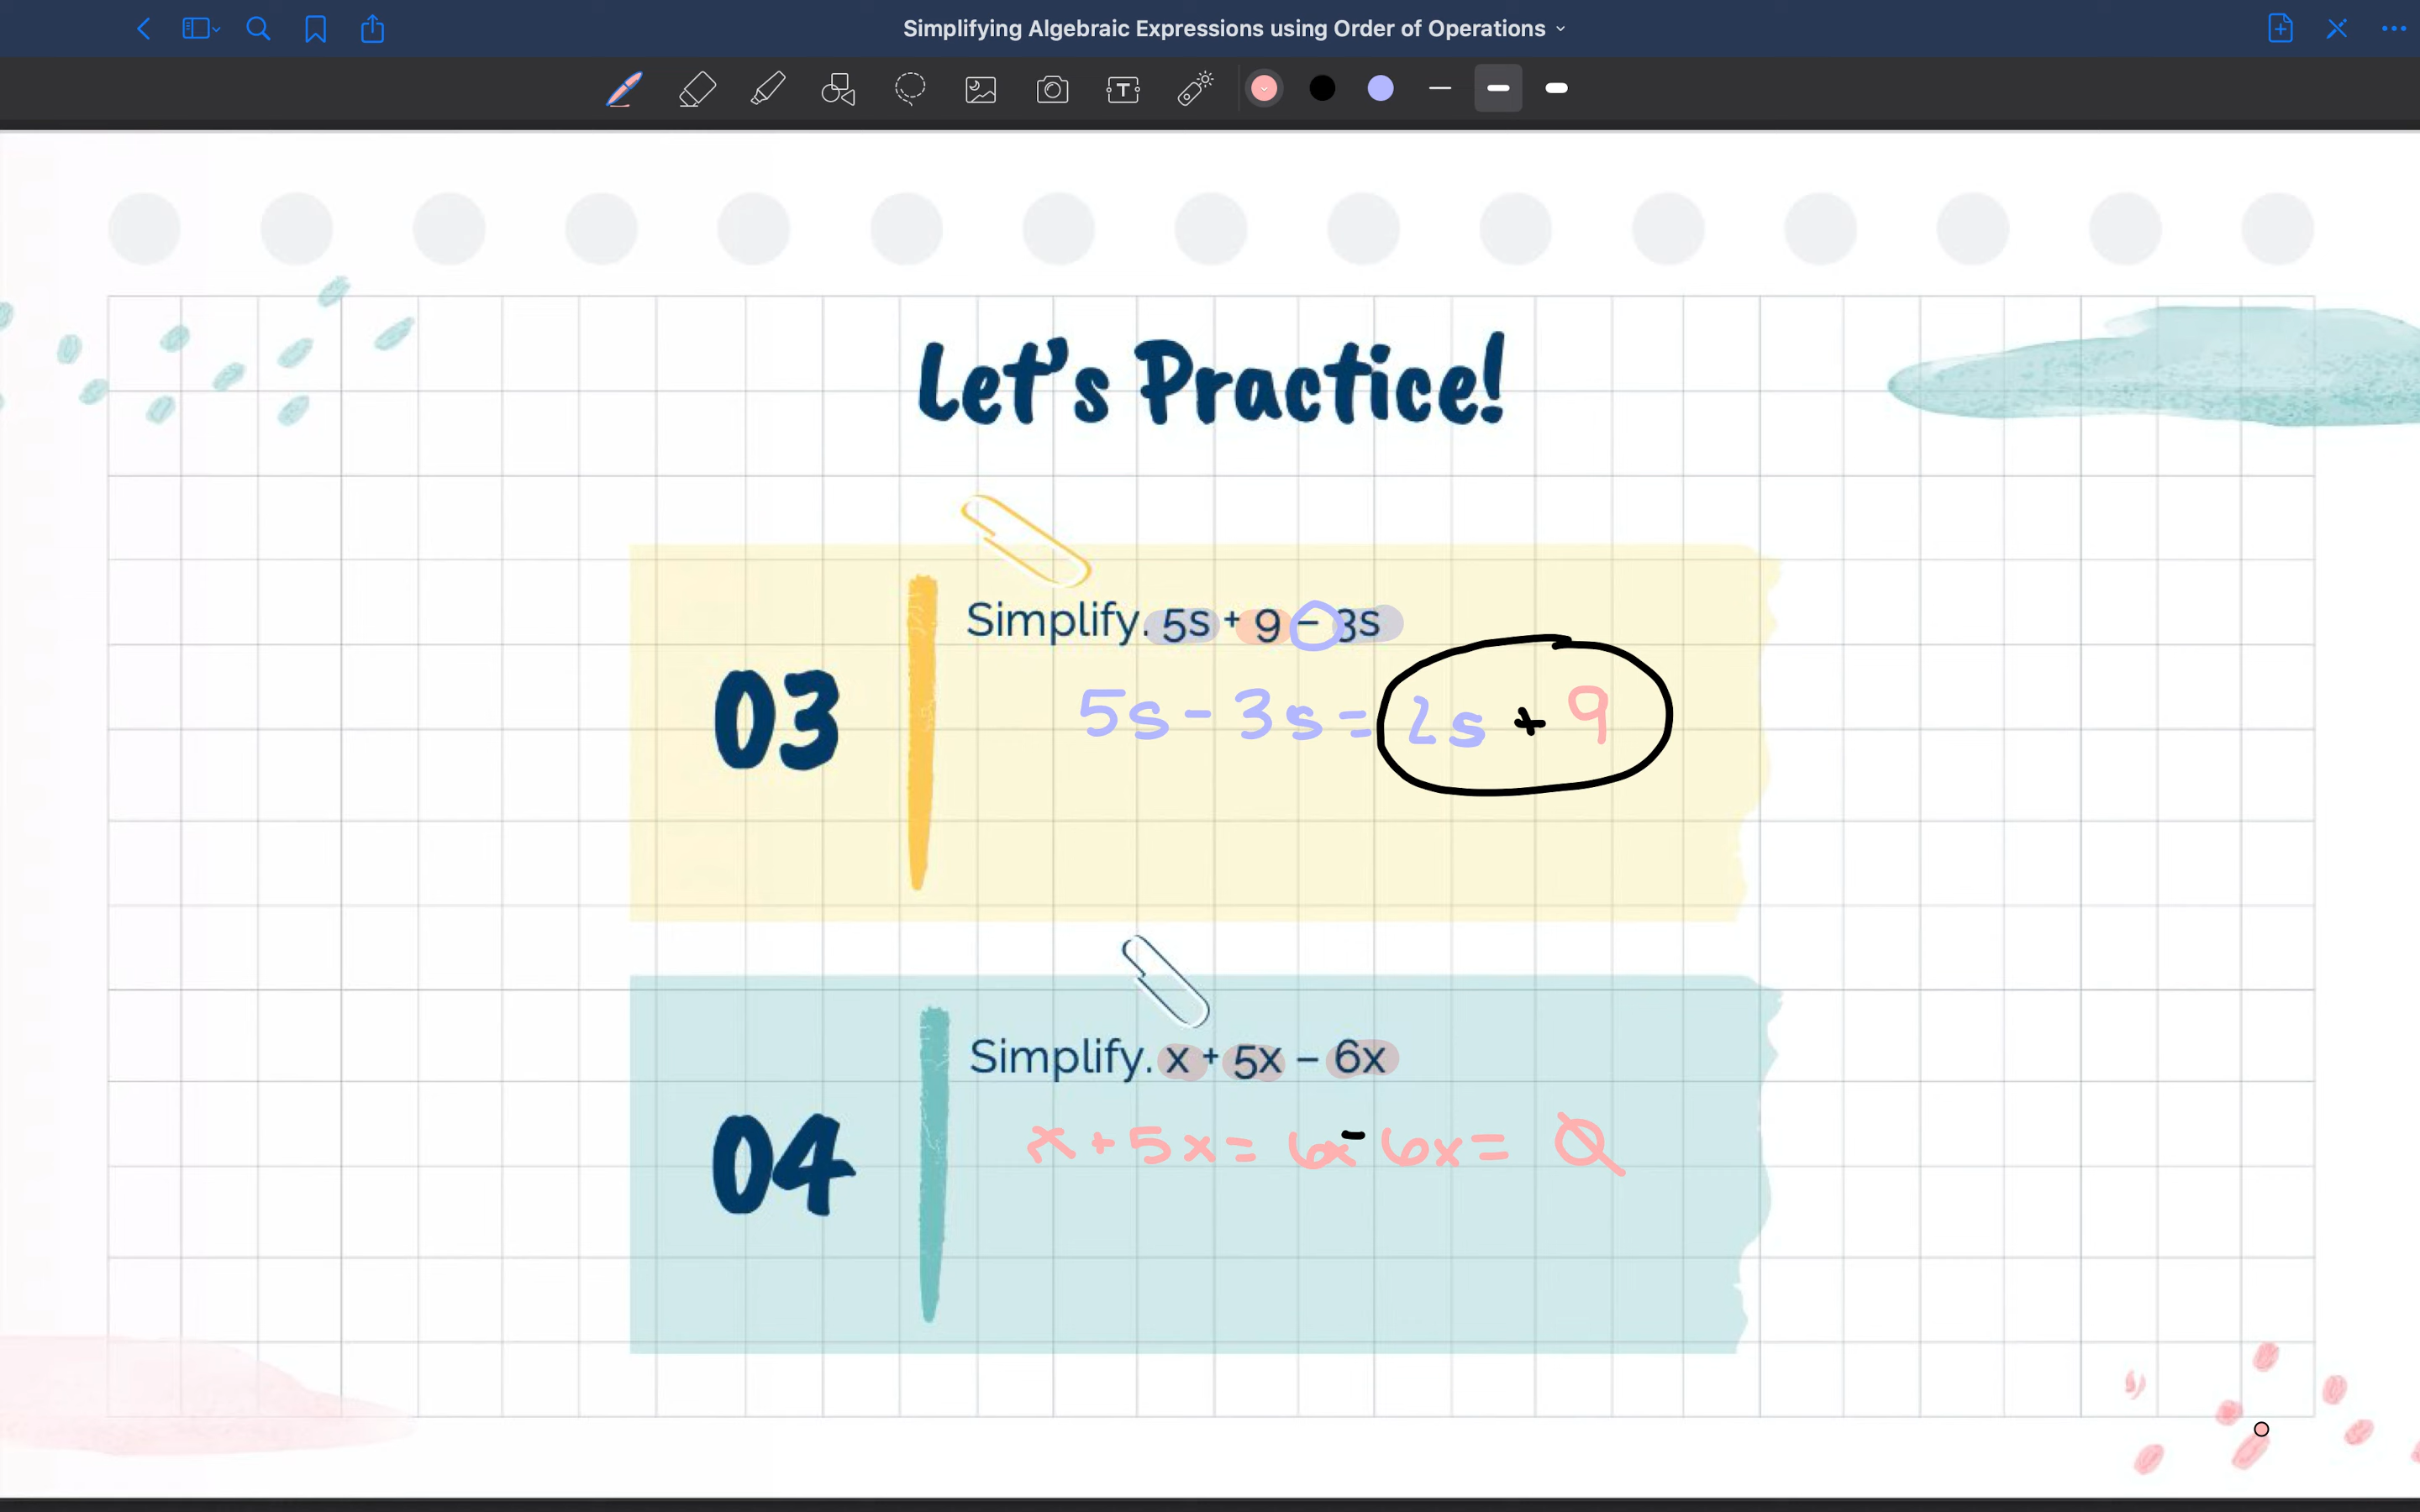 Simplifying Algebraic Expressions using Order of Operations
T
Let's Practice!
03
Simplify. 5s + 9 – 3s
5s - 3s = 2s + 9
04
Simplify. x + 5x – 6x
x + 5x = 6x - 6x = 0